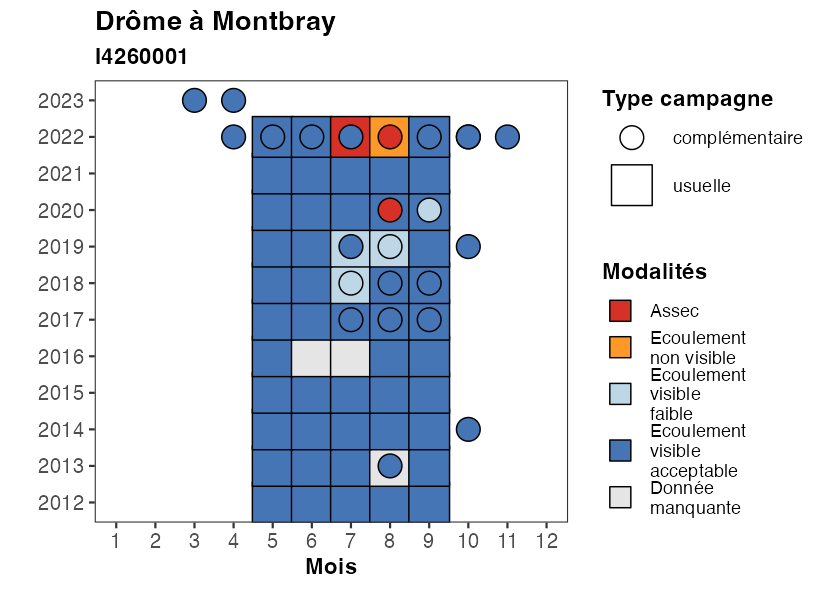 Drôme à Montbray
I4260001
2023
2022
2021
2020
2019
2018
2017
2016
2015
2014
2013
2012
1 2 3 4 5 6 7 8 9 10 11 12
Mois
Type campagne
complémentaire
usuelle
Modalités
Assec
Ecoulement
non visible
Ecoulement
visible
faible
Ecoulement
visible
acceptable
Donnée
manquante